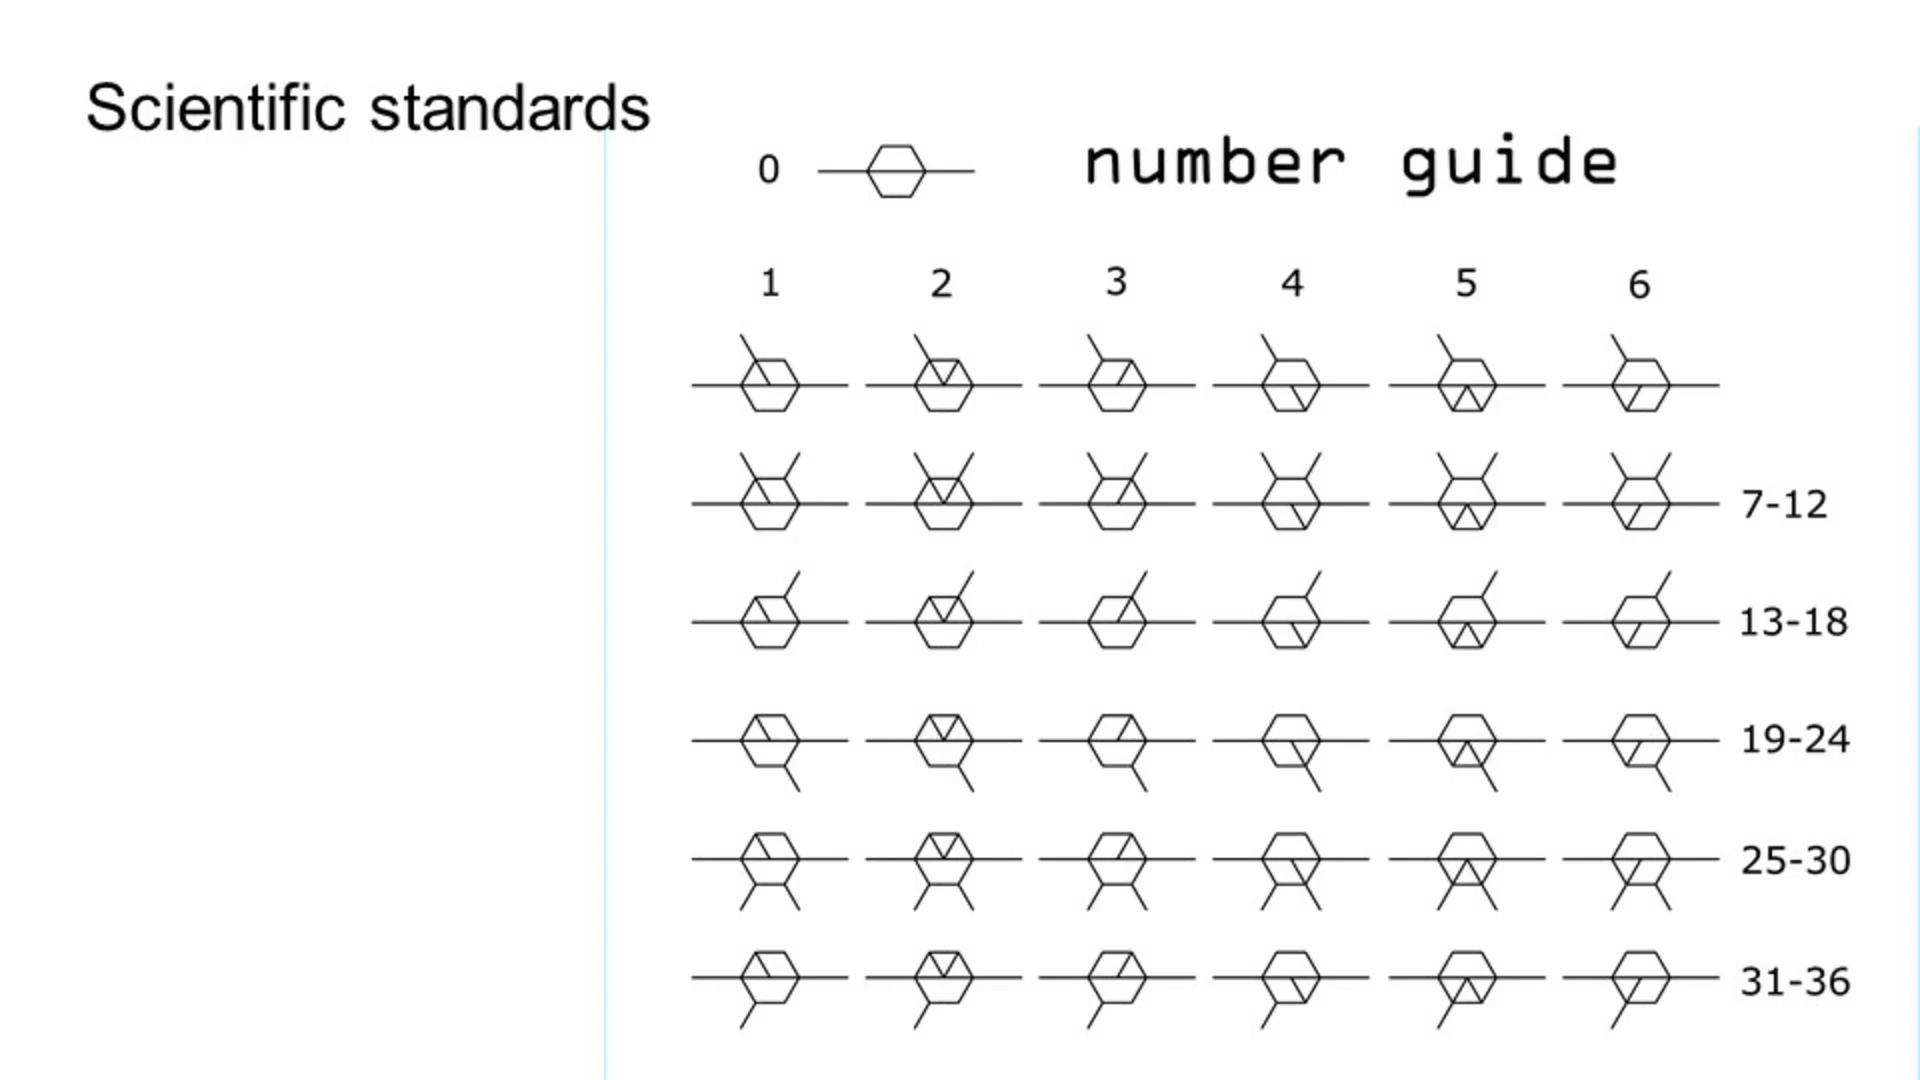 Scientific standards
number guide
0
1 2 3 4 5 6
7-12
13-18
19-24
25-30
31-36